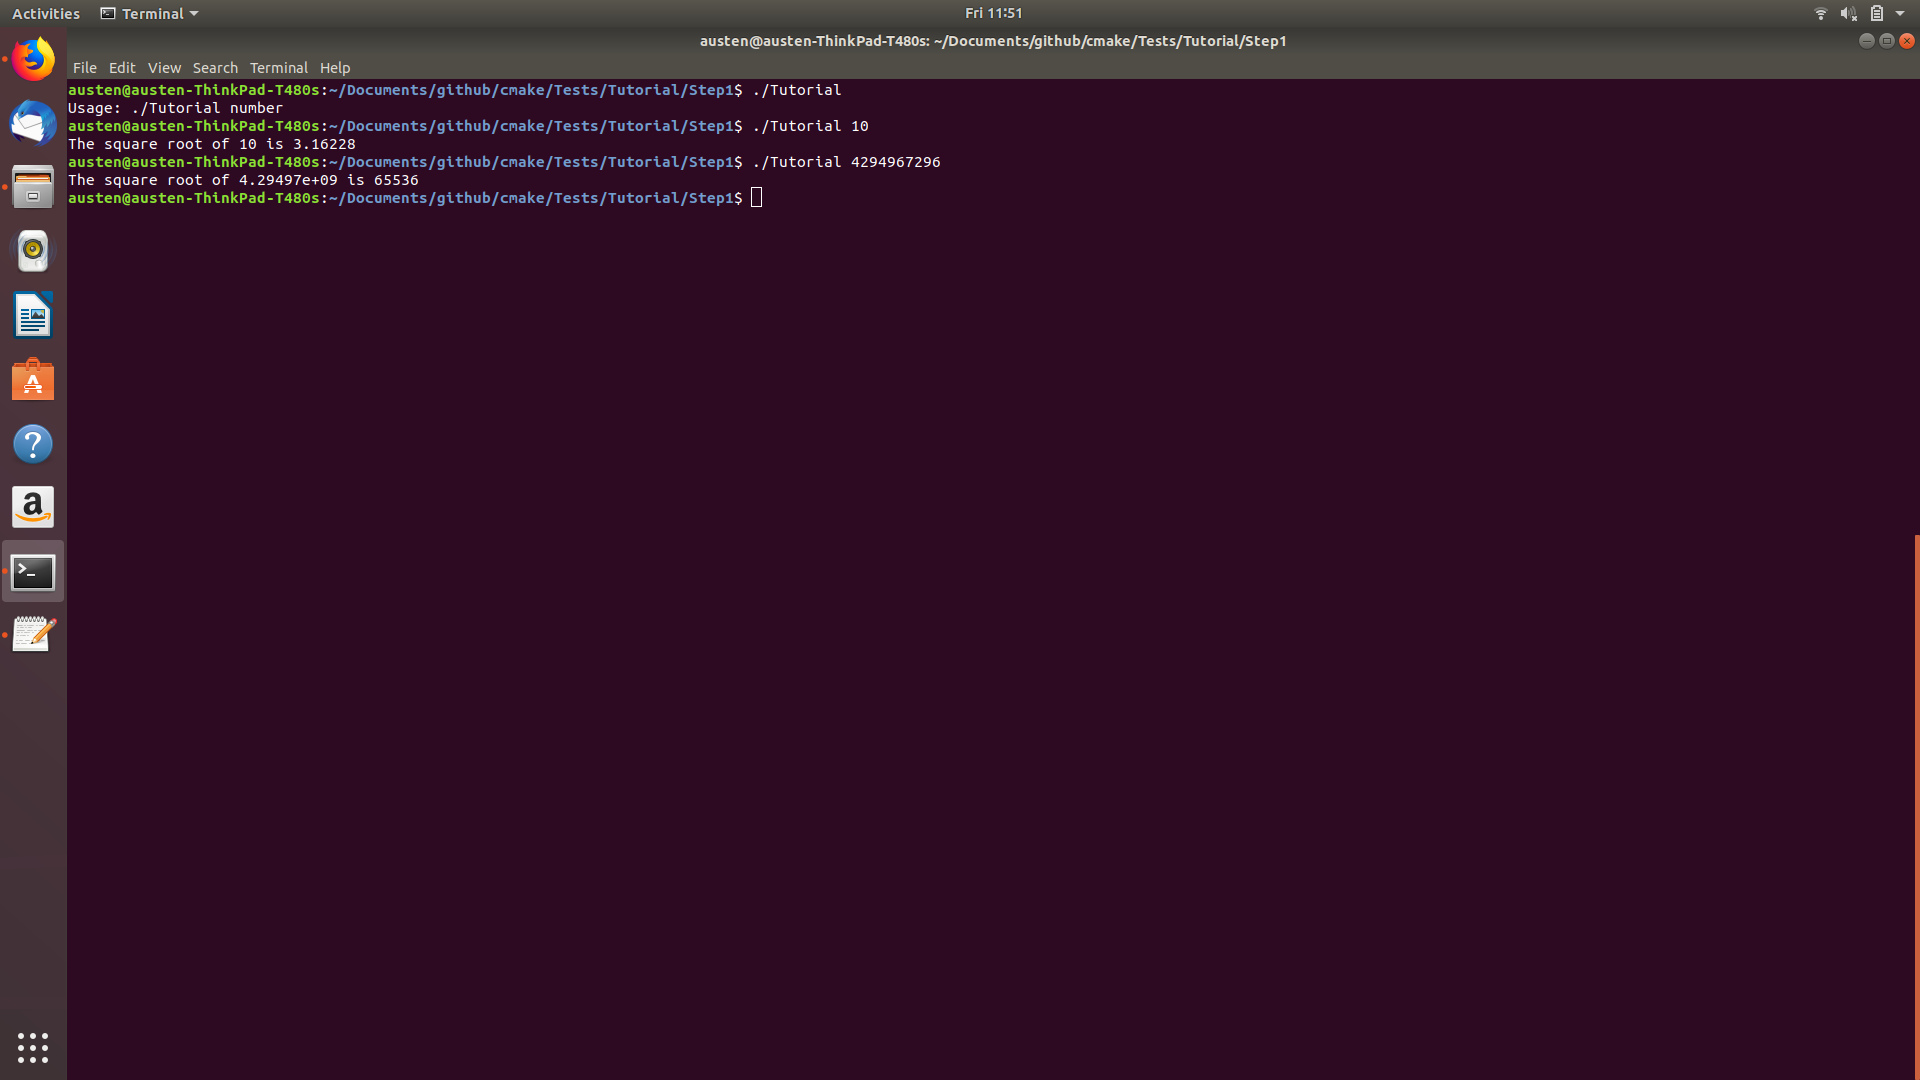 Activities Terminal Fri 11:51
austen@austen-ThinkPad-T480s: ~/Documents/github/cmake/Tests/Tutorial/Step1
File Edit View Search Terminal Help
austen@austen-ThinkPad-T480s:~/Documents/github/cmake/Tests/Tutorial/Step1$ ./Tutorial
Usage: ./Tutorial number
austen@austen-ThinkPad-T480s:~/Documents/github/cmake/Tests/Tutorial/Step1$ ./Tutorial 10
The square root of 10 is 3.16228
austen@austen-ThinkPad-T480s:~/Documents/github/cmake/Tests/Tutorial/Step1$ ./Tutorial 4294967296
The square root of 4.29497e+09 is 65536
austen@austen-ThinkPad-T480s:~/Documents/github/cmake/Tests/Tutorial/Step1$